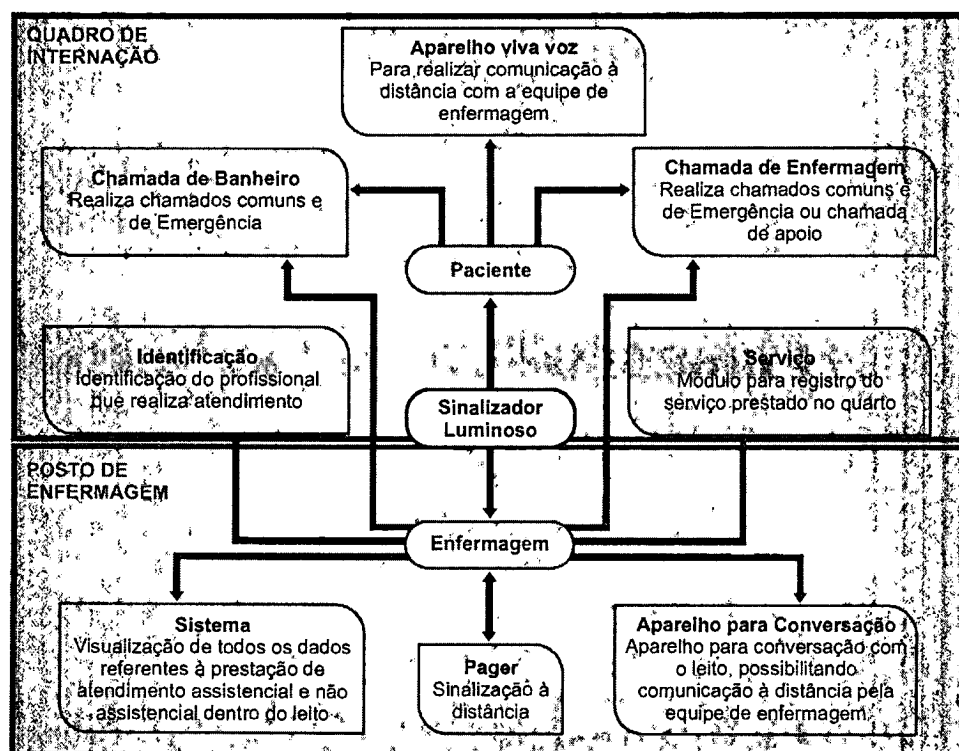 QUADRO DE
INTERNAÇÃO
Aparelho viva voz
Para realizar comunicação à
distância com a equipe de
enfermagem
Chamada de Banheiro
Realiza chamados comuns e
de Emergência
Chamada de Enfermagem
Realiza chamados comuns e
de Emergência ou chamada
de apoio
Paciente
Identificação
Identificação do profissional
que realiza atendimento
Sinalizador
Luminoso
Serviço
Módulo para registro do
serviço prestado no quarto
POSTO DE
ENFERMAGEM
Enfermagem
Sistema
Visualização de todos os dados
referentes à prestação de
atendimento assistencial e não
assistencial dentro do leito
Pager
Sinalização à
distância
Aparelho para Conversação
Aparelho para conversação com
o leito, possibilitando
comunicação à distância pela
equipe de enfermagem